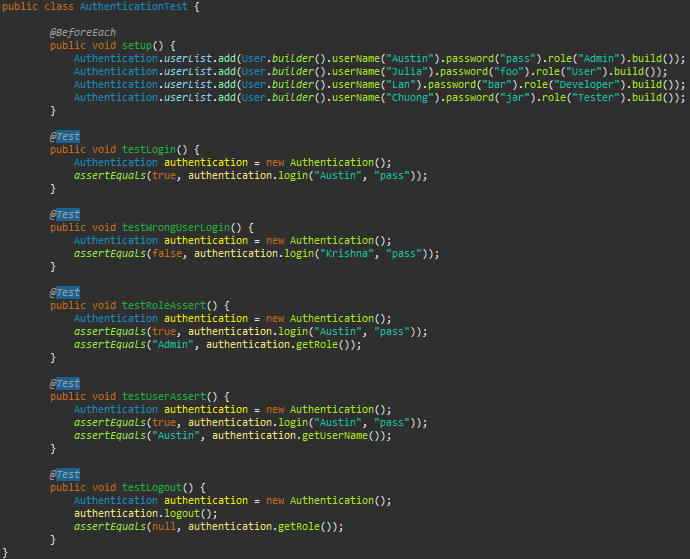 public class AuthenticationTest {
@BeforeEach
public void setup() {
Authentication.userList.add(User.builder().userName("Austin").password("pass").role("Admin").build());
Authentication.userList.add(User.builder().userName("Julia").password("foo").role("User").build());
Authentication.userList.add(User.builder().userName("Lan").password("bar").role("Developer").build());
Authentication.userList.add(User.builder().userName("Chuong").password("jar").role("Tester").build());
}
@Test
public void testLogin() {
Authentication authentication = new Authentication();
assertEquals(true, authentication.login("Austin", "pass"));
}
@Test
public void testWrongUserLogin() {
Authentication authentication = new Authentication();
assertEquals(false, authentication.login("Krishna", "pass"));
}
@Test
public void testRoleAssert() {
Authentication authentication = new Authentication();
assertEquals(true, authentication.login("Austin", "pass"));
assertEquals("Admin", authentication.getRole());
}
@Test
public void testUserAssert() {
Authentication authentication = new Authentication();
assertEquals(true, authentication.login("Austin", "pass"));
assertEquals("Austin", authentication.getUserName());
}
@Test
public void testLogout() {
Authentication authentication = new Authentication();
authentication.logout();
assertEquals(null, authentication.getRole());
}
}